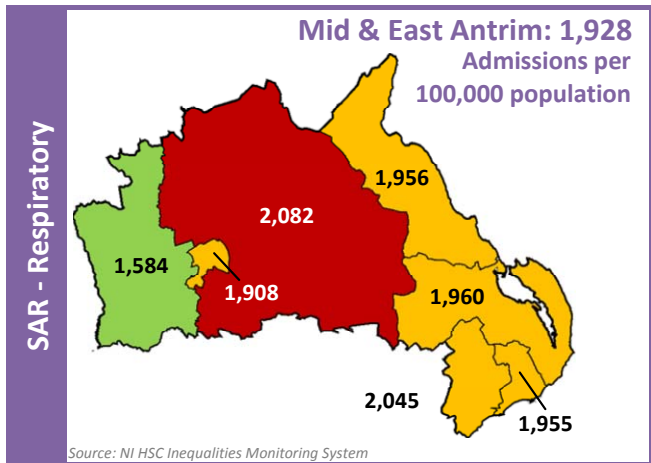 Mid & East Antrim: 1,928
Admissions per
100,000 population
SAR - Respiratory
1,956
2,082
1,584
1,908
1,960
2,045
1,955
Source: NI HSC Inequalities Monitoring System